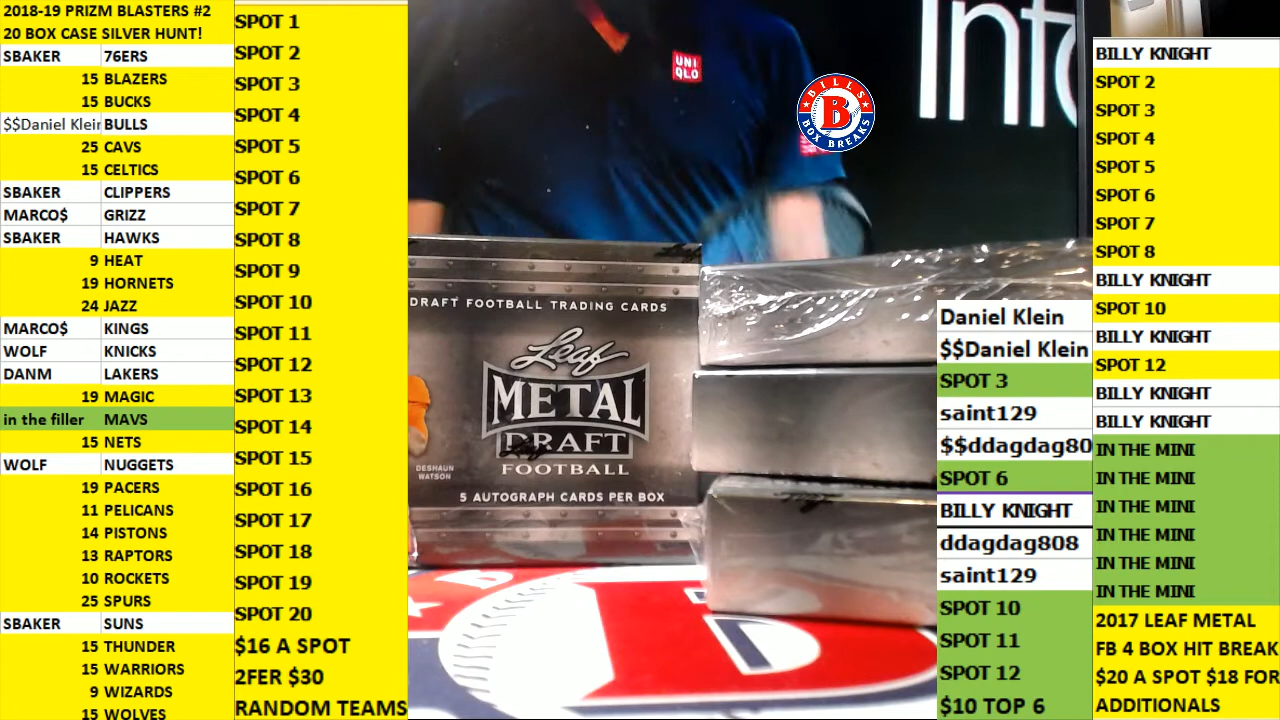 2018-19 PRIZM BLASTERS #2
20 BOX CASE SILVER HUNT!
SBAKER 76ERS
15 BLAZERS
15 BUCKS
$$Daniel Klein BULLS
25 CAVS
15 CELTICS
SBAKER CLIPPERS
MARCO$ GRIZZ
SBAKER HAWKS
9 HEAT
19 HORNETS
24 JAZZ
MARCO$ KINGS
WOLF KNICKS
DANM LAKERS
19 MAGIC
in the filler MAVS
15 NETS
WOLF NUGGETS
19 PACERS
11 PELICANS
14 PISTONS
13 RAPTORS
10 ROCKETS
25 SPURS
SBAKER SUNS
15 THUNDER
15 WARRIORS
9 WIZARDS
15 WOLVES
SPOT 1
SPOT 2
SPOT 3
SPOT 4
SPOT 5
SPOT 6
SPOT 7
SPOT 8
SPOT 9
SPOT 10
SPOT 11
SPOT 12
SPOT 13
SPOT 14
SPOT 15
SPOT 16
SPOT 17
SPOT 18
SPOT 19
SPOT 20
$16 A SPOT
2FER $30
RANDOM TEAMS
UNI
QLO
BILLS
B
BOX BREAKS
DRAFT FOOTBALL TRADING CARDS
Leaf
METAL
DRAFT
FOOTBALL
DESHAUN
WATSON
5 AUTOGRAPH CARDS PER BOX
Daniel Klein
$$Daniel Klein
SPOT 3
saint129
$$ddagdag80
SPOT 6
BILLY KNIGHT
ddagdag808
saint129
SPOT 10
SPOT 11
SPOT 12
$10 TOP 6
BILLY KNIGHT
SPOT 2
SPOT 3
SPOT 4
SPOT 5
SPOT 6
SPOT 7
SPOT 8
BILLY KNIGHT
SPOT 10
BILLY KNIGHT
SPOT 12
BILLY KNIGHT
BILLY KNIGHT
IN THE MINI
IN THE MINI
IN THE MINI
IN THE MINI
IN THE MINI
IN THE MINI
2017 LEAF METAL
FB 4 BOX HIT BREAK
$20 A SPOT $18 FOR
ADDITIONALS